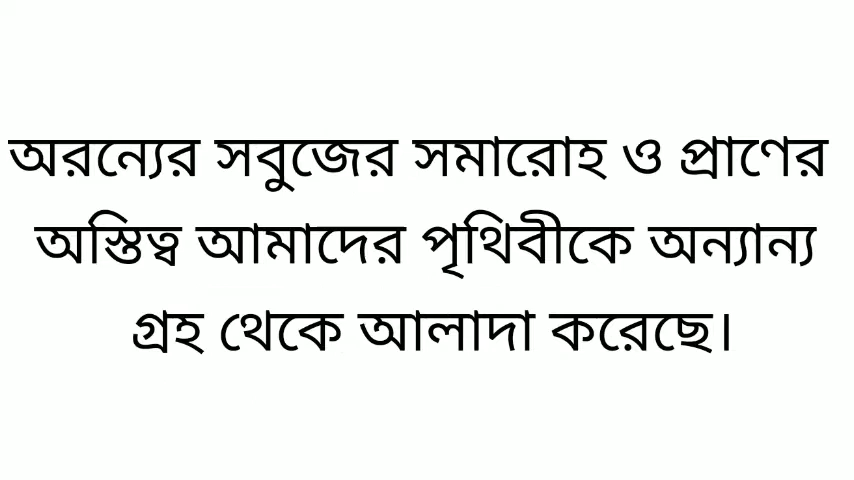 অরন্যের সবুজের সমারোহ ও প্রাণের
অস্তিত্ব আমাদের পৃথিবীকে অন্যান্য
গ্রহ থেকে আলাদা করেছে।